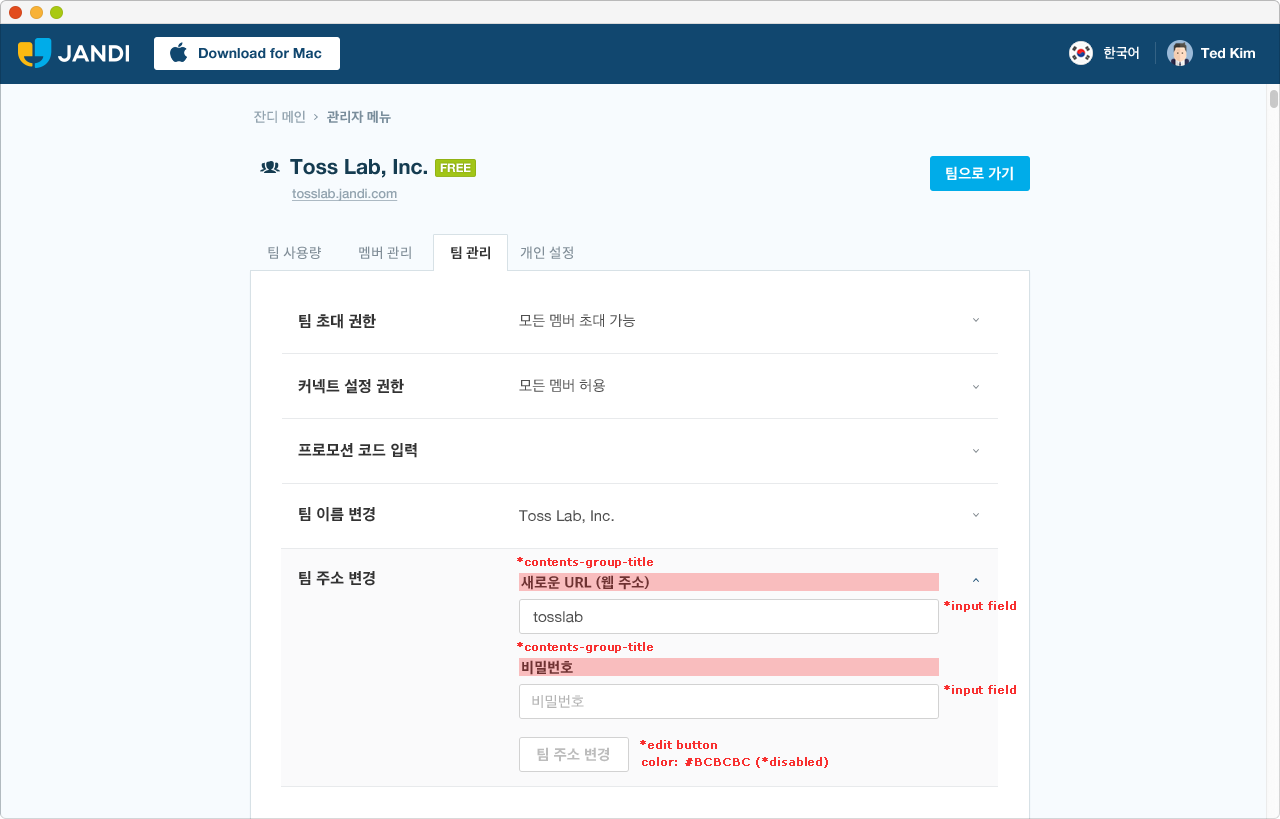 JANDI
Download for Mac
한국어
Ted Kim
잔디 메인 › 관리자 메뉴
Toss Lab, Inc. FREE
tosslab.jandi.com
팀으로 가기
팀 사용량
멤버 관리
팀 관리
개인 설정
팀 초대 권한
모든 멤버 초대 가능
커넥트 설정 권한
모든 멤버 허용
프로모션 코드 입력
팀 이름 변경
Toss Lab, Inc.
팀 주소 변경
*contents-group-title
새로운 URL (웹 주소)
*input field
tosslab
*contents-group-title
비밀번호
*input field
비밀번호
팀 주소 변경
*edit button
color: #BCBCBC (*disabled)